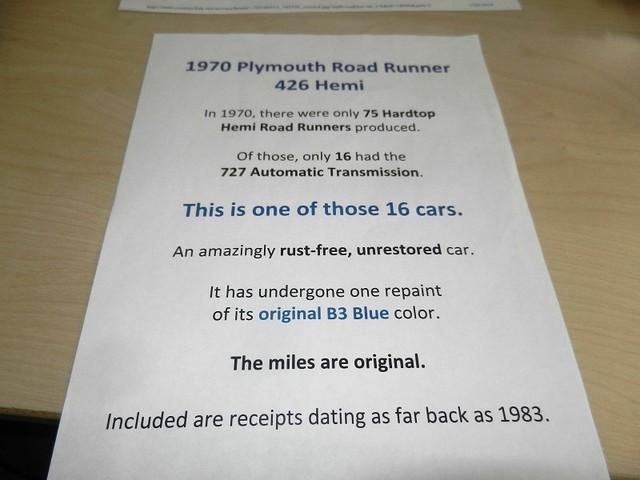 1970 Plymouth Road Runner
426 Hemi
In 1970, there were only 75 Hardtop
Hemi Road Runners produced.
Of those, only 16 had the
727 Automatic Transmission.
This is one of those 16 cars.
An amazingly rust-free, unrestored car.
It has undergone one repaint
of its original B3 Blue color.
The miles are original.
Included are receipts dating as far back as 1983.